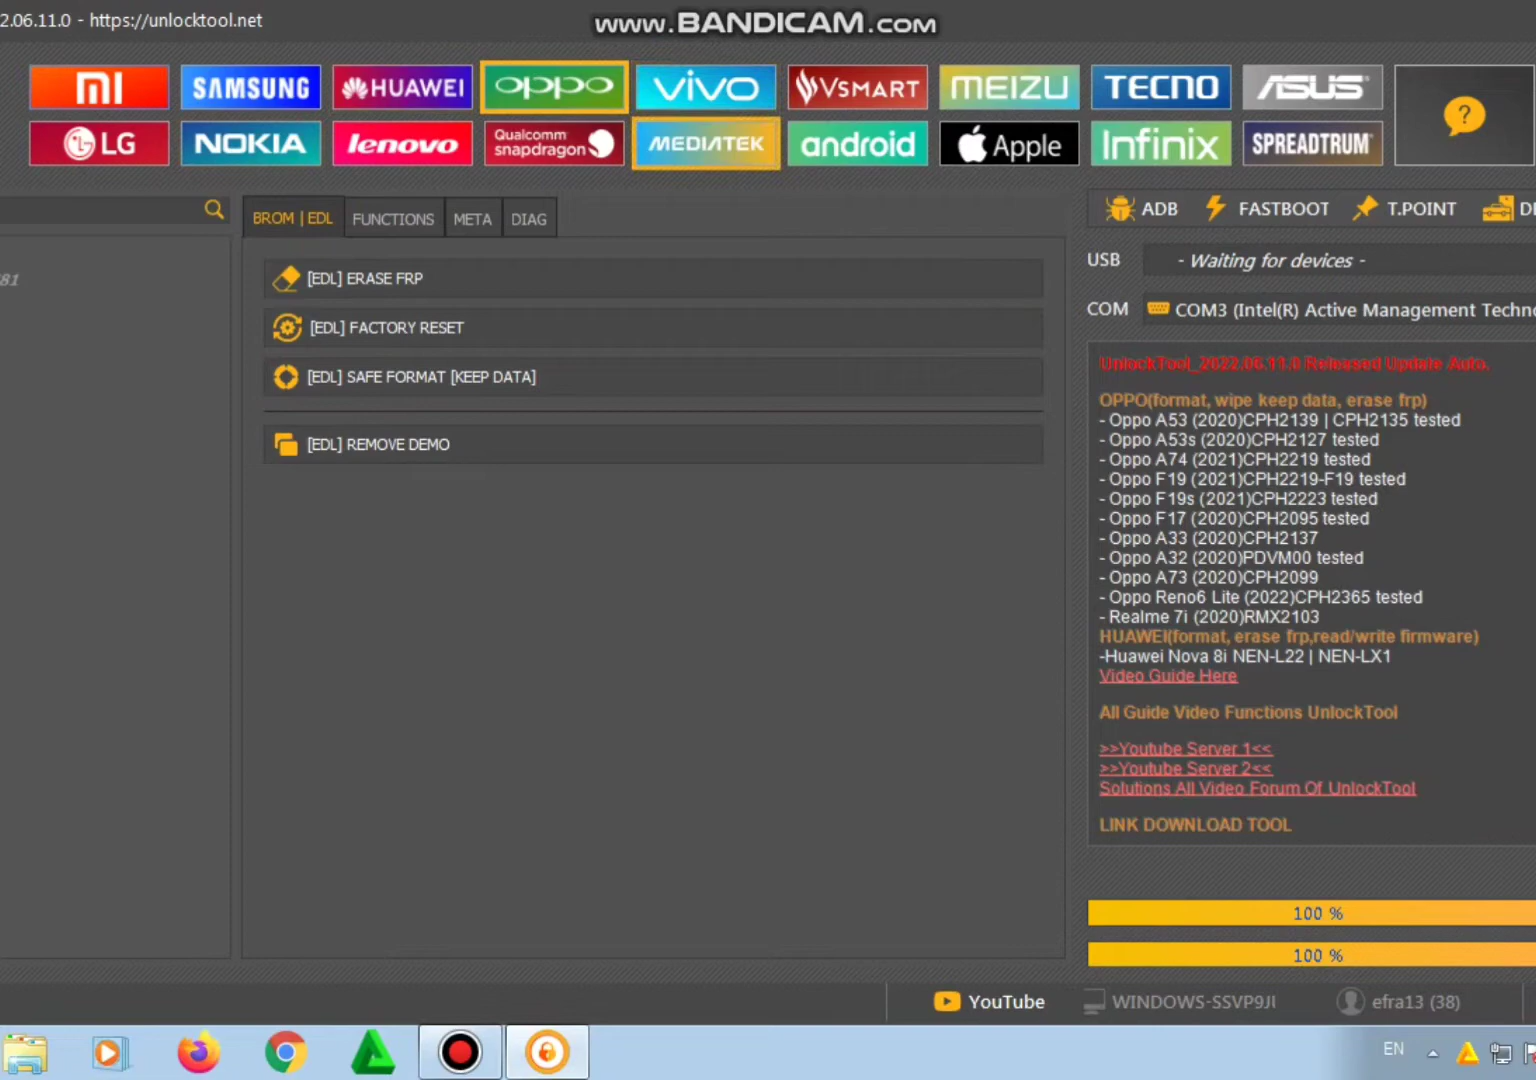 2.06.11.0 - https://unlocktool.net
www.BANDICAM.com
MI
SAMSUNG
HUAWEI
oppo
vivo
VSMART
MEIZU
TECNO
ASUS
?
LG
NOKIA
lenovo
Qualcomm
snapdragon
MEDIATEK
android
Apple
Infinix
SPREADTRUM
BROM | EDL
FUNCTIONS
META
DIAG
ADB
FASTBOOT
T.POINT
USB
- Waiting for devices -
81
[EDL] ERASE FRP
[EDL] FACTORY RESET
[EDL] SAFE FORMAT [KEEP DATA]
[EDL] REMOVE DEMO
COM
COM3 (Intel(R) Active Management Techno
UnlockTool_2022.06.11.0 Released Update Auto.
OPPO(format, wipe keep data, erase frp)
- Oppo A53 (2020)CPH2139 | CPH2135 tested
- Oppo A53s (2020)CPH2127 tested
- Oppo A74 (2021)CPH2219 tested
- Oppo F19 (2021)CPH2219-F19 tested
- Oppo F19s (2021)CPH2223 tested
- Oppo F17 (2020)CPH2095 tested
- Oppo A33 (2020)CPH2137
- Oppo A32 (2020)PDVM00 tested
- Oppo A73 (2020)CPH2099
- Oppo Reno6 Lite (2022)CPH2365 tested
- Realme 7i (2020)RMX2103
HUAWEI(format, erase frp,read/write firmware)
-Huawei Nova 8i NEN-L22 | NEN-LX1
Video Guide Here
All Guide Video Functions UnlockTool
>>Youtube Server 1<<
>>Youtube Server 2<<
Solutions All Video Forum Of UnlockTool
LINK DOWNLOAD TOOL
100 %
100 %
YouTube
WINDOWS-SSVP9JI
efra13 (38)
EN